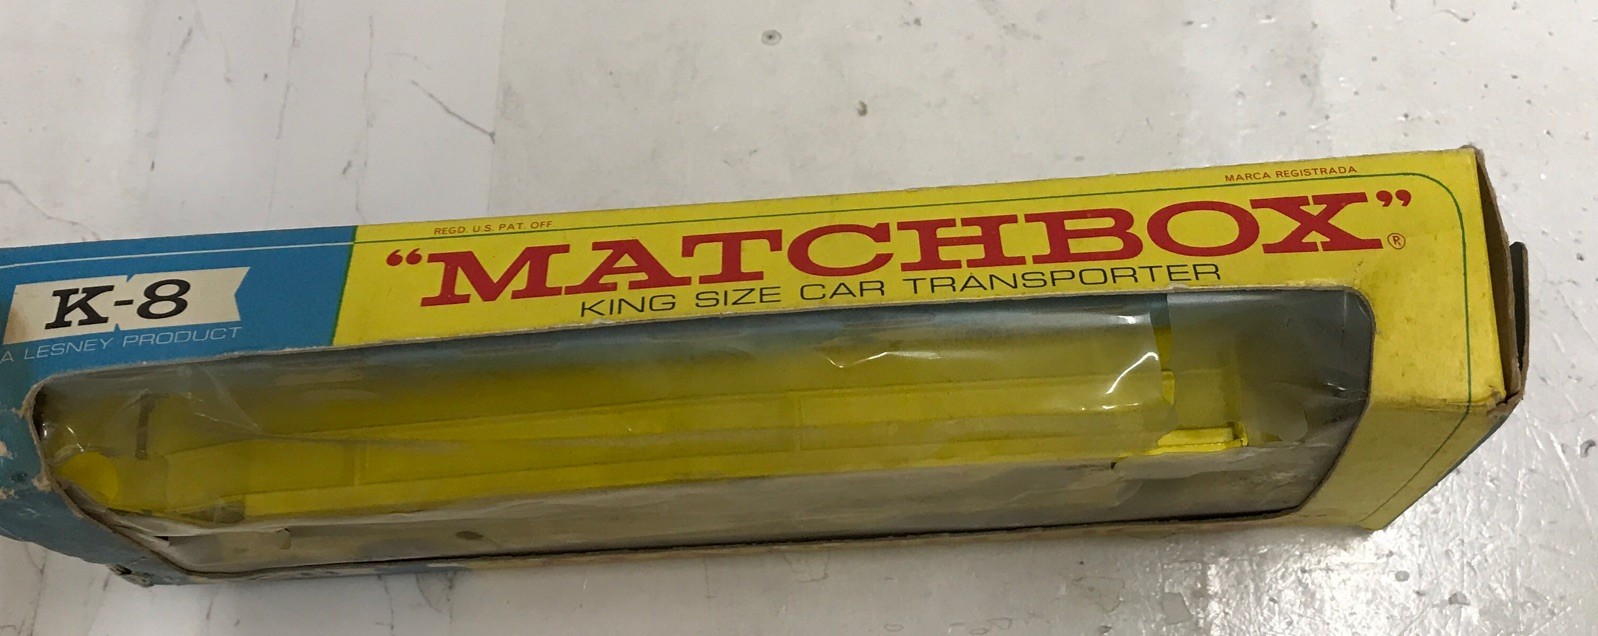 REGD. U.S. PAT. OFF
MARCA REGISTRADA
"MATCHBOX"®
KING SIZE CAR TRANSPORTER
K-8
A LESNEY PRODUCT